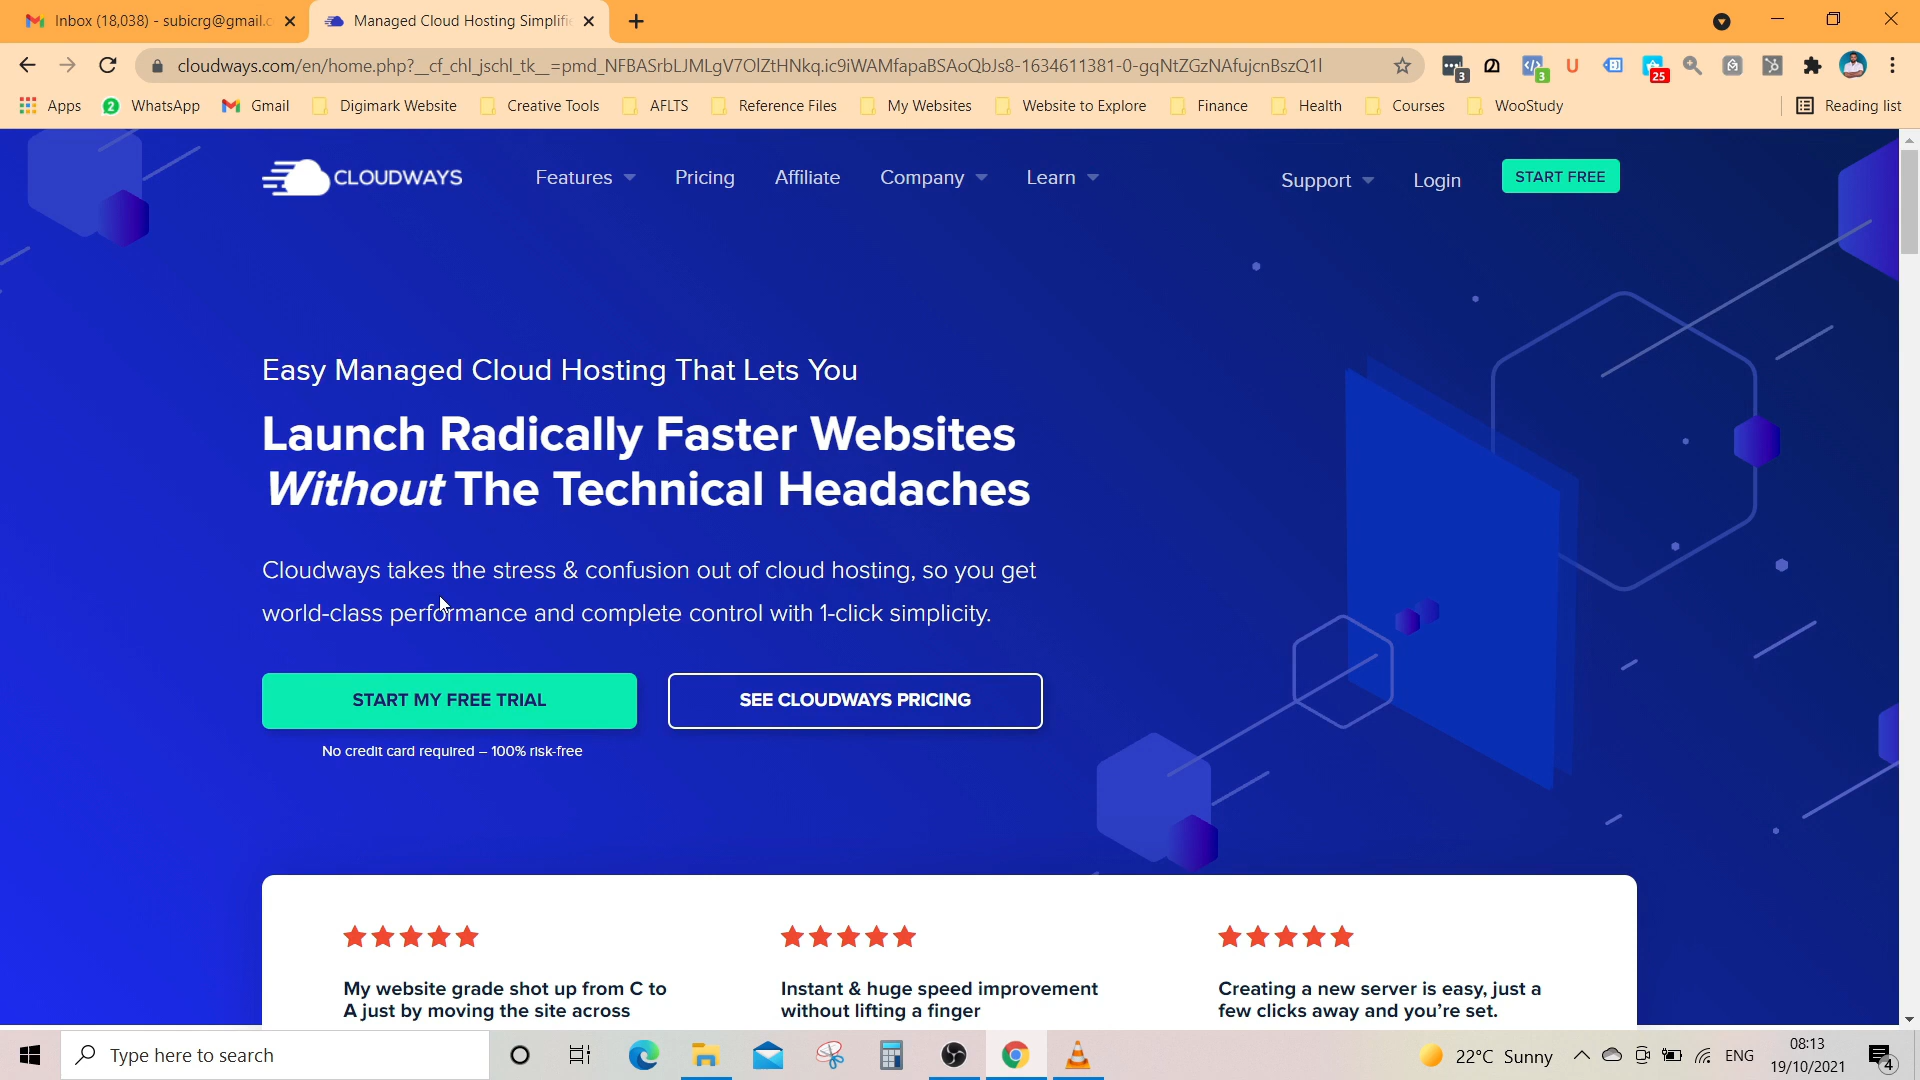 Inbox (18,038) - subicrg@gmail.c
Managed Cloud Hosting Simplifi
cloudways.com/en/home.php?__cf_chl_jschl_tk__=pmd_NFBASrbLJMLgV7OlZtHNkq.ic9iWAMfapaBSAoQbJs8-1634611381-0-gqNtZGzNAfujcnBszQ1l
3
3
25
Apps
2 WhatsApp
Gmail
Digimark Website
Creative Tools
AFLTS
Reference Files
My Websites
Website to Explore
Finance
Health
Courses
WooStudy
Reading list
CLOUDWAYS
Features
Pricing
Affiliate
Company
Learn
Support
Login
START FREE
Easy Managed Cloud Hosting That Lets You
Launch Radically Faster Websites
Without The Technical Headaches
Cloudways takes the stress & confusion out of cloud hosting, so you get
world-class performance and complete control with 1-click simplicity.
START MY FREE TRIAL
SEE CLOUDWAYS PRICING
No credit card required – 100% risk-free
My website grade shot up from C to
A just by moving the site across
Instant & huge speed improvement
without lifting a finger
Creating a new server is easy, just a
few clicks away and you're set.
Type here to search
22°C Sunny
ENG
08:13
19/10/2021
4